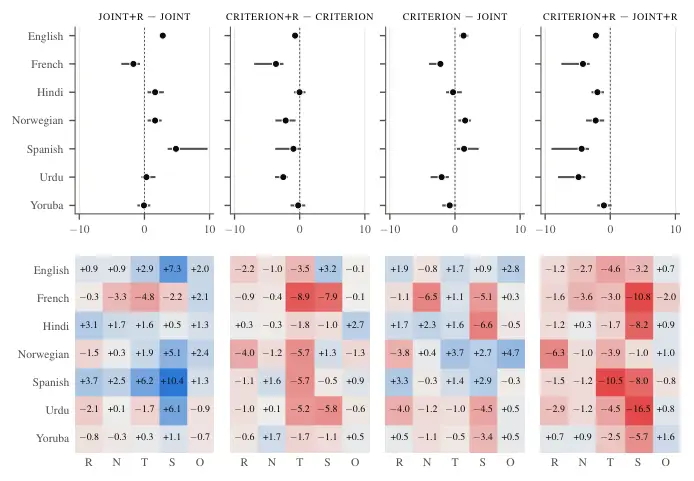 JOINT+R − JOINT CRITERION+R − CRITERION CRITERION − JOINT CRITERION+R − JOINT+R
English
French
Hindi
Norwegian
Spanish
Urdu
Yoruba
−10 0 10 −10 0 10 −10 0 10 −10 0 10
English +0.9 +0.9 +2.9 +7.3 +2.0 −2.2 −1.0 −3.5 +3.2 −0.1 +1.9 −0.8 +1.7 +0.9 +2.8 −1.2 −2.7 −4.6 −3.2 +0.7
French −0.3 −3.3 −4.8 −2.2 +2.1 −0.9 −0.4 −8.9 −7.9 −0.1 −1.1 −6.5 +1.1 −5.1 +0.3 −1.6 −3.6 −3.0 −10.8 −2.0
Hindi +3.1 +1.7 +1.6 +0.5 +1.3 +0.3 −0.3 −1.8 −1.0 +2.7 +1.7 +2.3 +1.6 −6.6 −0.5 −1.2 +0.3 −1.7 −8.2 +0.9
Norwegian −1.5 +0.3 +1.9 +5.1 +2.4 −4.0 −1.2 −5.7 +1.3 −1.3 −3.8 +0.4 +3.7 +2.7 +4.7 −6.3 −1.0 −3.9 −1.0 +1.0
Spanish +3.7 +2.5 +6.2 +10.4 +1.3 −1.1 +1.6 −5.7 −0.5 +0.9 +3.3 −0.3 +1.4 +2.9 −0.3 −1.5 −1.2 −10.5 −8.0 −0.8
Urdu −2.1 +0.1 −1.7 +6.1 −0.9 −1.0 +0.1 −5.2 −5.8 −0.6 −4.0 −1.2 −1.0 −4.5 +0.5 −2.9 −1.2 −4.5 −16.5 +0.8
Yoruba −0.8 −0.3 +0.3 +1.1 −0.7 −0.6 +1.7 −1.7 −1.1 +0.5 +0.5 −1.1 −0.5 −3.4 +0.5 +0.7 +0.9 −2.5 −5.7 +1.6
R N T S O R N T S O R N T S O R N T S O